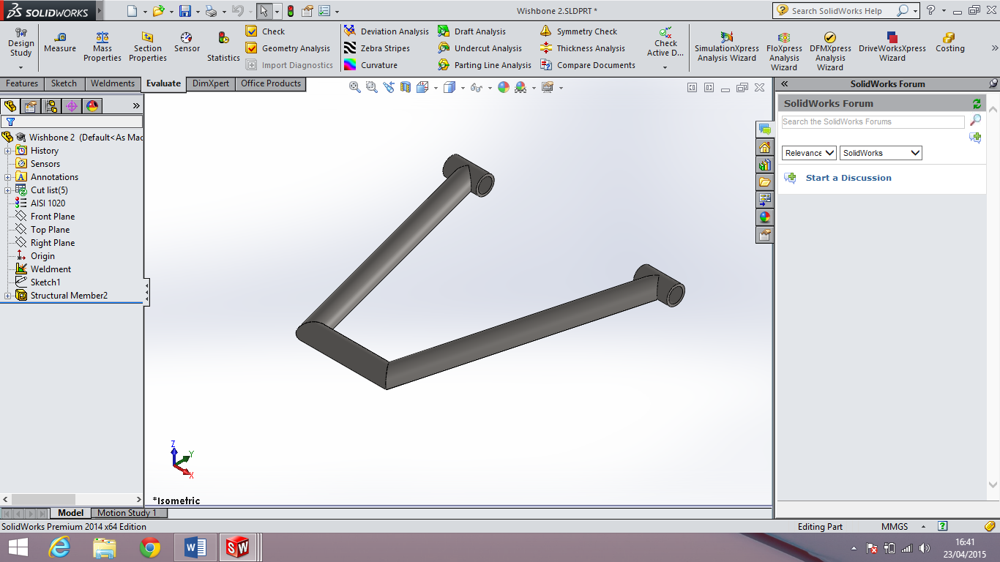 SOLIDWORKS
Wishbone 2.SLDPRT *
Search SolidWorks Help
Design Study
Measure
Mass Properties
Section Properties
Sensor
Statistics
Check
Geometry Analysis
Import Diagnostics
Deviation Analysis
Zebra Stripes
Curvature
Draft Analysis
Undercut Analysis
Parting Line Analysis
Symmetry Check
Thickness Analysis
Compare Documents
Check Active D...
SimulationXpress Analysis Wizard
FloXpress Analysis Wizard
DFMXpress Analysis Wizard
DriveWorksXpress Wizard
Costing
Features Sketch Weldments Evaluate DimXpert Office Products
Wishbone 2 (Default<As Mac
History
Sensors
Annotations
Cut list(5)
AISI 1020
Front Plane
Top Plane
Right Plane
Origin
Weldment
Sketch1
Structural Member2
Z
Y
X
*Isometric
SolidWorks Forum
SolidWorks Forum
Search the SolidWorks Forums
Relevance SolidWorks
Start a Discussion
Model Motion Study 1
SolidWorks Premium 2014 x64 Edition
Editing Part
MMGS
16:41
23/04/2015